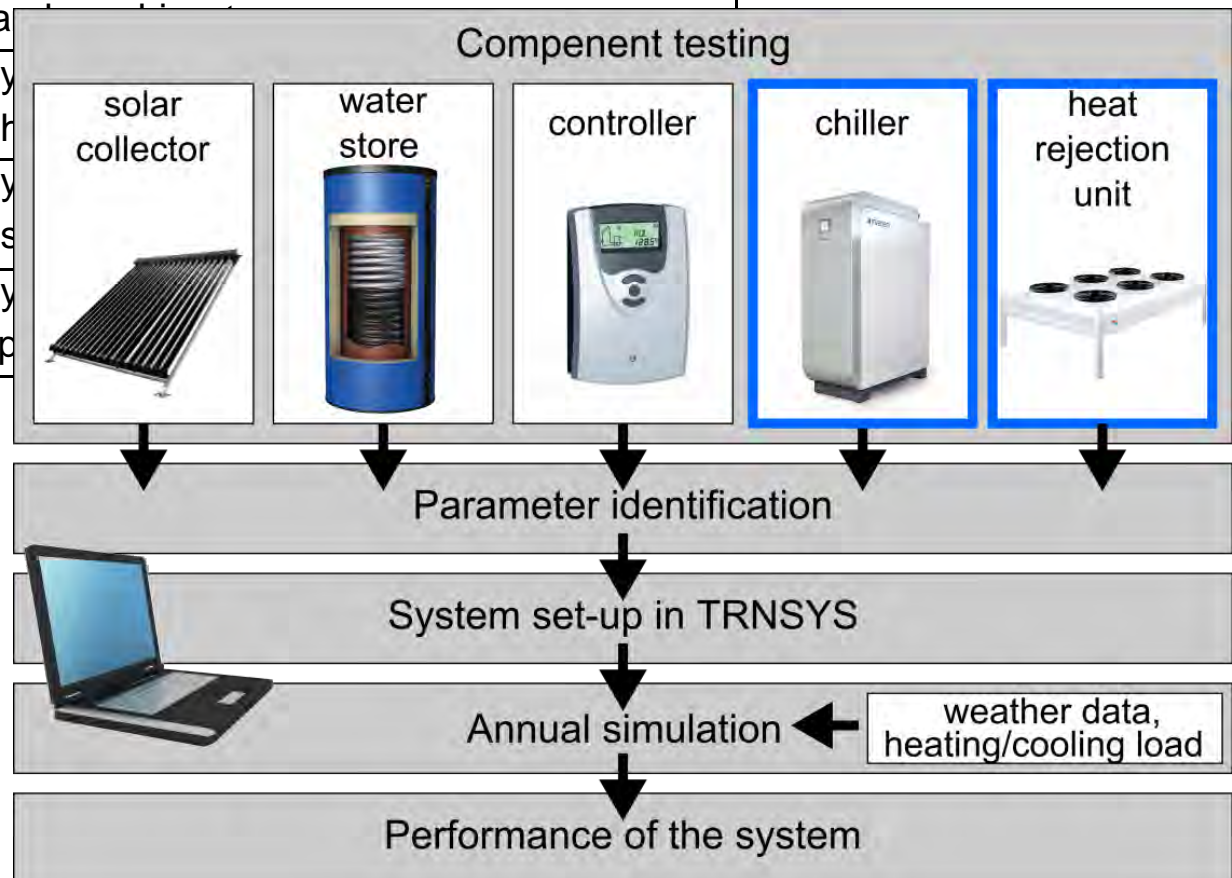 Compenent testing
solar
collector
water
store
controller
chiller
heat
rejection
unit
Parameter identification
System set-up in TRNSYS
Annual simulation
weather data,
heating/cooling load
Performance of the system